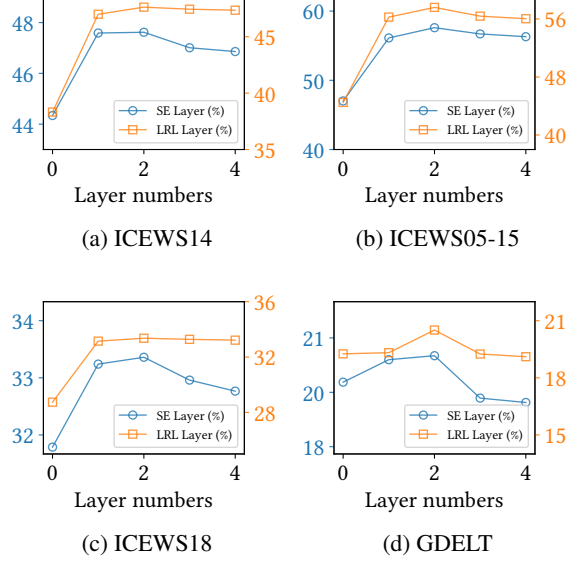 48
46
44
45
40
35
SE Layer (%)
LRL Layer (%)
0 2 4
Layer numbers
(a) ICEWS14
60
50
40
56
48
40
SE Layer (%)
LRL Layer (%)
0 2 4
Layer numbers
(b) ICEWS05-15
34
33
32
36
32
28
SE Layer (%)
LRL Layer (%)
0 2 4
Layer numbers
(c) ICEWS18
21
20
18
21
18
15
SE Layer (%)
LRL Layer (%)
0 2 4
Layer numbers
(d) GDELT